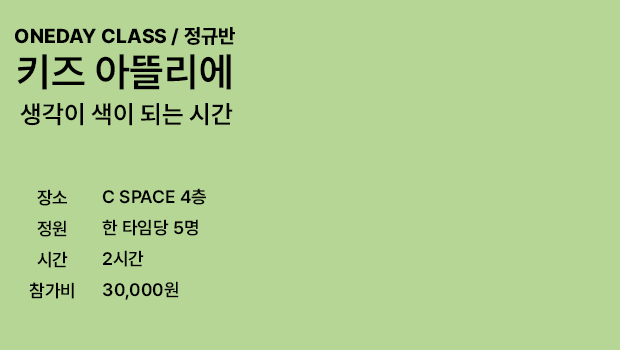 ONEDAY CLASS / 정규반
키즈 아뜰리에
생각이 색이 되는 시간
장소 C SPACE 4층
정원 한 타임당 5명
시간 2시간
참가비 30,000원